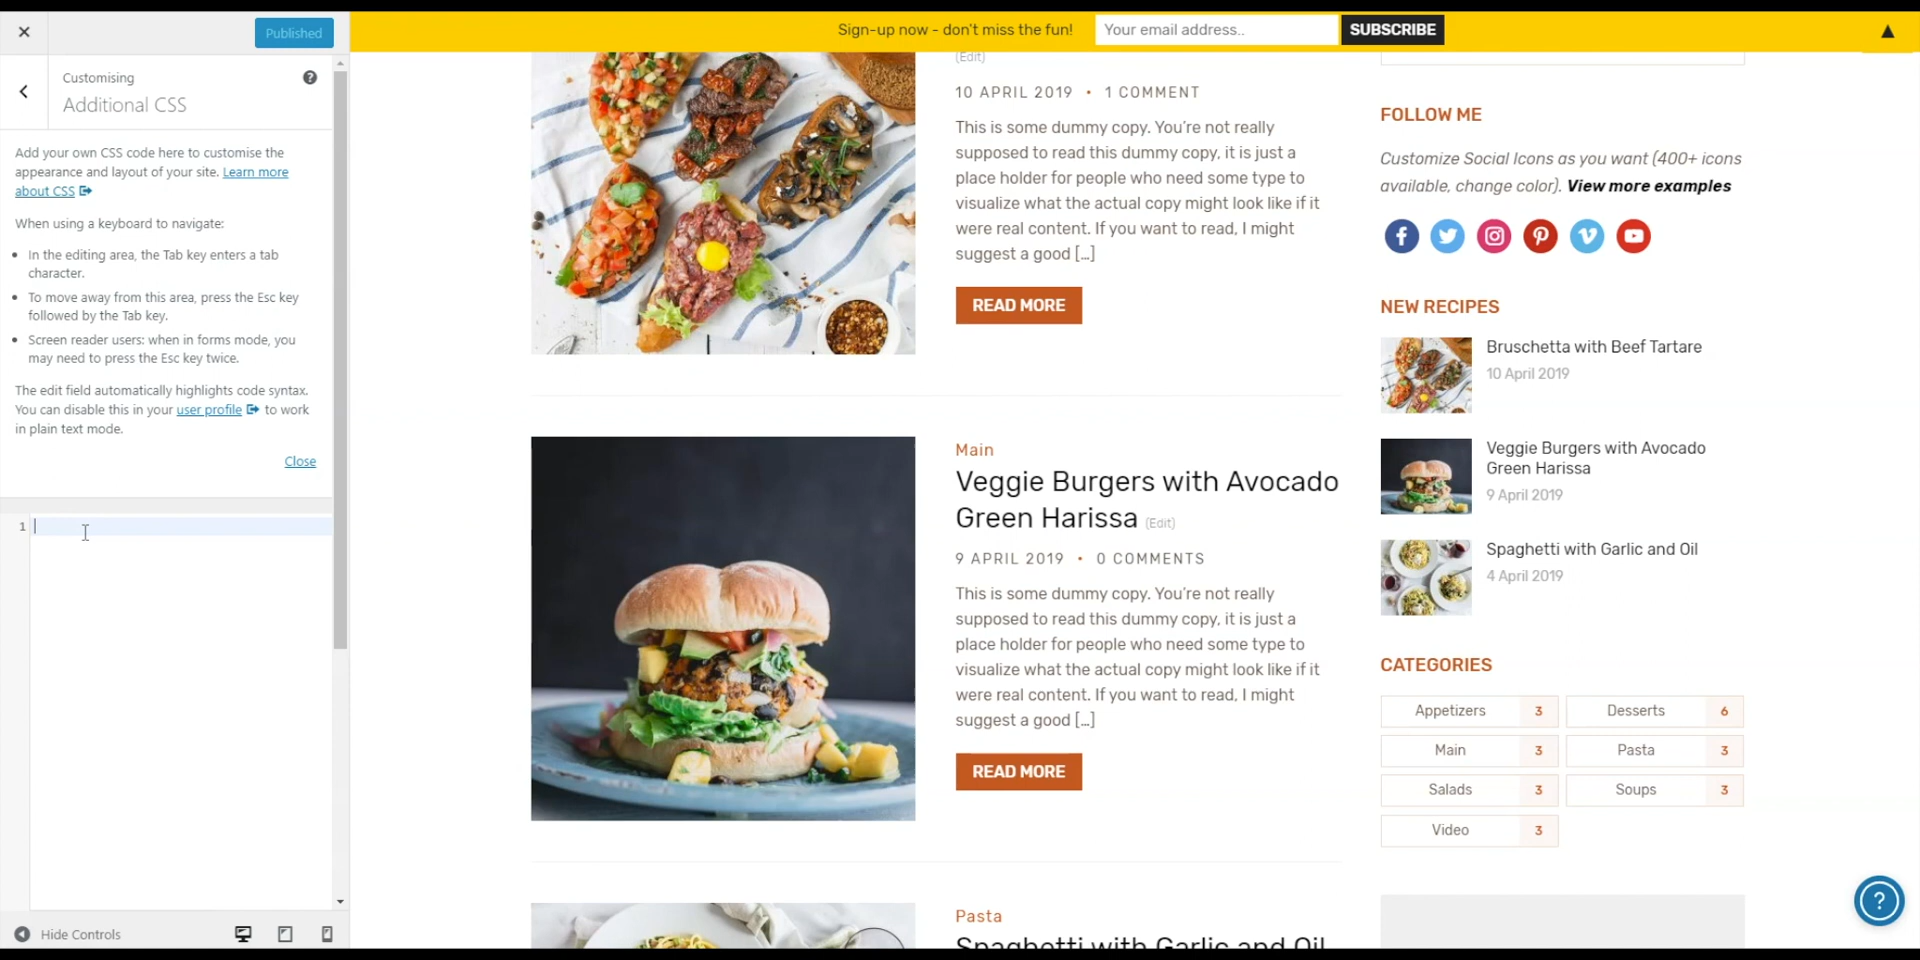 Published
Customising
Additional CSS
Add your own CSS code here to customise the
appearance and layout of your site. Learn more
about CSS
When using a keyboard to navigate:
In the editing area, the Tab key enters a tab
character.
To move away from this area, press the Esc key
followed by the Tab key.
Screen reader users: when in forms mode, you
may need to press the Esc key twice.
The edit field automatically highlights code syntax.
You can disable this in your user profile to work
in plain text mode.
Close
1
Hide Controls
Sign-up now - don't miss the fun!
Your email address..
SUBSCRIBE
(Edit)
10 APRIL 2019 • 1 COMMENT
This is some dummy copy. You’re not really
supposed to read this dummy copy, it is just a
place holder for people who need some type to
visualize what the actual copy might look like if it
were real content. If you want to read, I might
suggest a good […]
READ MORE
Main
Veggie Burgers with Avocado
Green Harissa (Edit)
9 APRIL 2019 • 0 COMMENTS
This is some dummy copy. You’re not really
supposed to read this dummy copy, it is just a
place holder for people who need some type to
visualize what the actual copy might look like if it
were real content. If you want to read, I might
suggest a good […]
READ MORE
Pasta
Spaghetti with Garlic and Oil
FOLLOW ME
Customize Social Icons as you want (400+ icons
available, change color). View more examples
NEW RECIPES
Bruschetta with Beef Tartare
10 April 2019
Veggie Burgers with Avocado
Green Harissa
9 April 2019
Spaghetti with Garlic and Oil
4 April 2019
CATEGORIES
Appetizers 3
Desserts 6
Main 3
Pasta 3
Salads 3
Soups 3
Video 3